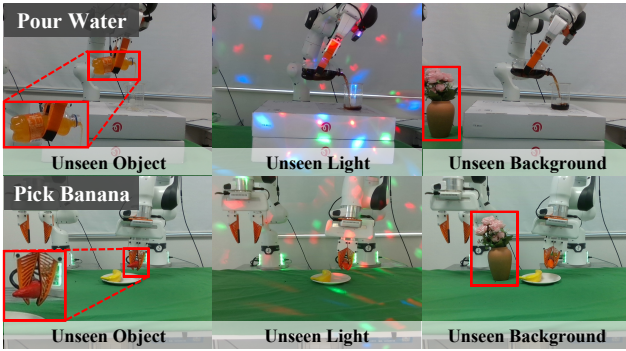 Pour Water
Unseen Object
Unseen Light
Unseen Background
Pick Banana
Unseen Object
Unseen Light
Unseen Background